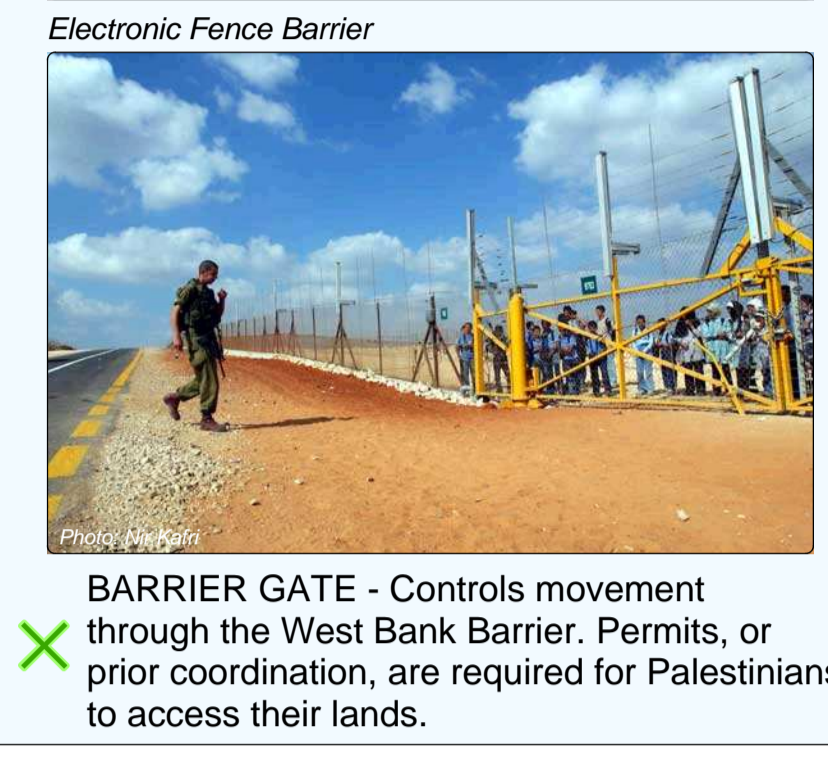 Electronic Fence Barrier
Photo: Nir Kafri
BARRIER GATE - Controls movement
through the West Bank Barrier. Permits, or
prior coordination, are required for Palestinians
to access their lands.